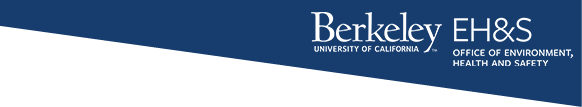 Berkeley EH&S
UNIVERSITY OF CALIFORNIA
OFFICE OF ENVIRONMENT,
HEALTH AND SAFETY